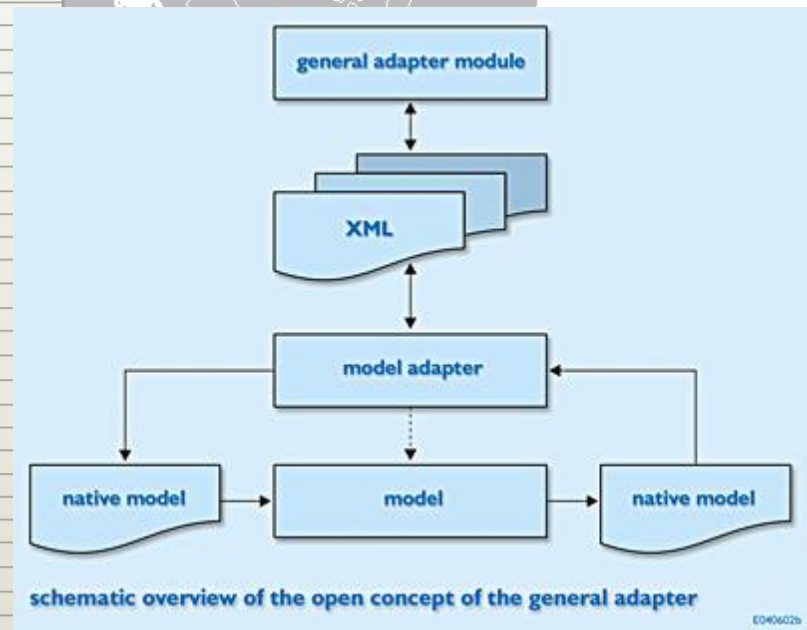 general adapter module
XML
model adapter
native model
model
native model
schematic overview of the open concept of the general adapter
E040602b